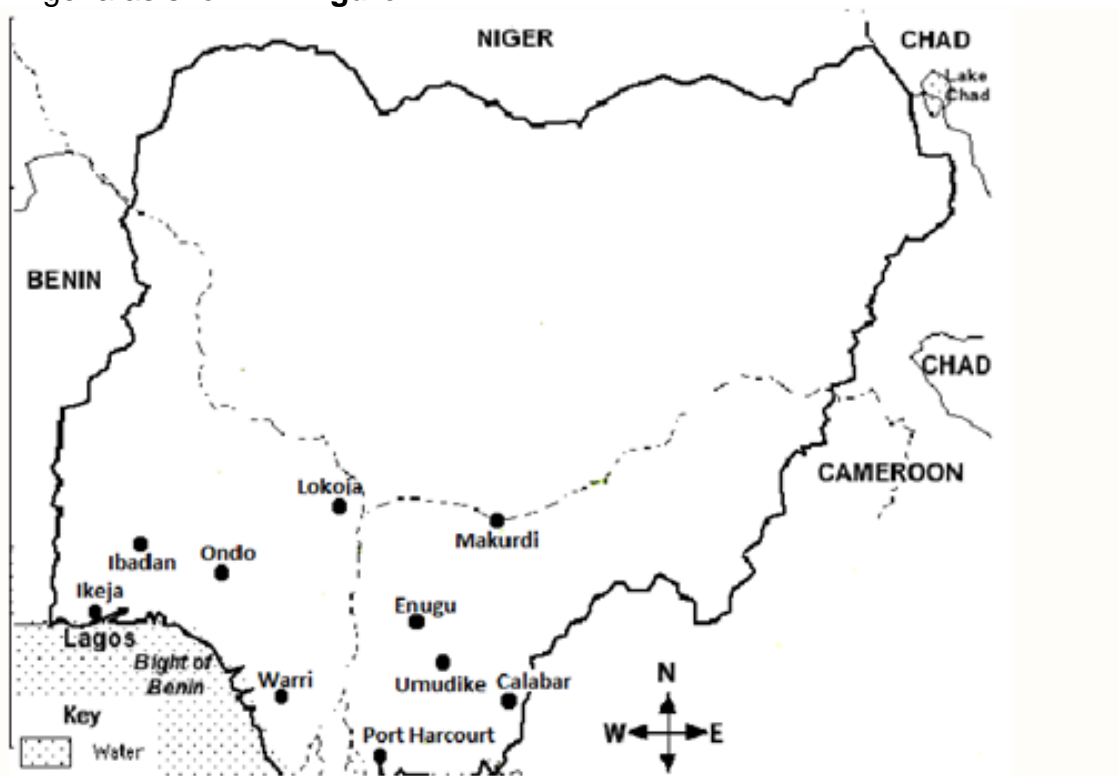 NIGER
CHAD
Lake
Chad
BENIN
CHAD
CAMEROON
Lokoja
Makurdi
Ibadan
Ondo
Ikeja
Enugu
Lagos
Bight of
Benin
Warri
Umudike
Calabar
N
Key
W
E
Water
Port Harcourt
S